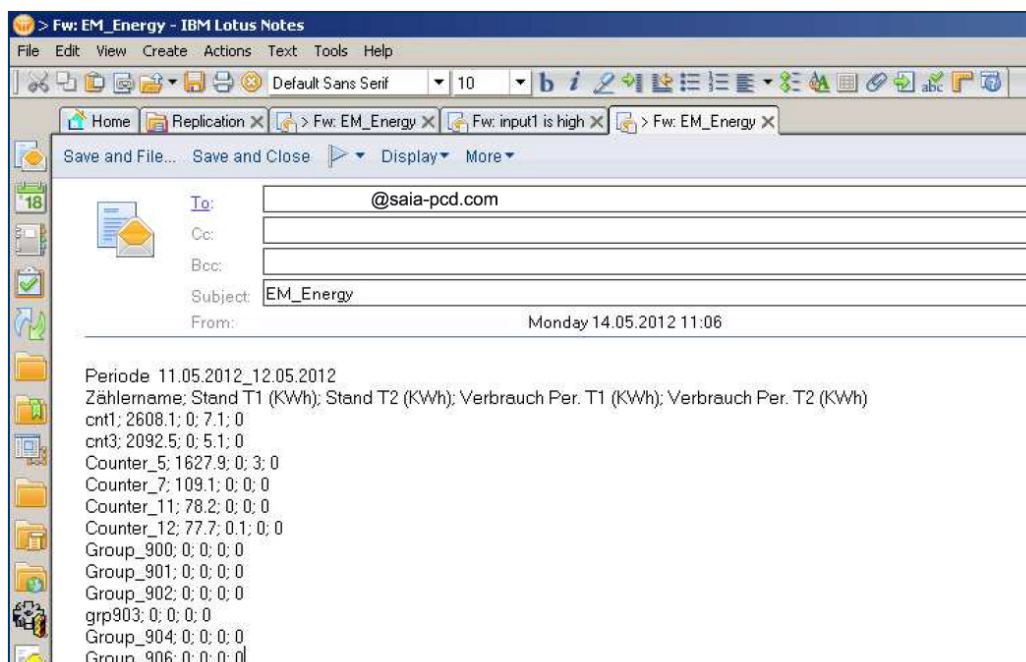 > Fw: EM_Energy - IBM Lotus Notes
File Edit View Create Actions Text Tools Help
Default Sans Serif 10 b i
Home Replication > Fw: EM_Energy Fw: input1 is high > Fw: EM_Energy
Save and File... Save and Close Display More
18
To: @saia-pcd.com
Cc:
Bcc:
Subject: EM_Energy
From: Monday 14.05.2012 11:06
Periode 11.05.2012_12.05.2012
Zählername; Stand T1 (KWh); Stand T2 (KWh); Verbrauch Per. T1 (KWh); Verbrauch Per. T2 (KWh)
cnt1; 2608.1; 0; 7.1; 0
cnt3; 2092.5; 0; 5.1; 0
Counter_5; 1627.9; 0; 3; 0
Counter_7; 109.1; 0; 0; 0
Counter_11; 78.2; 0; 0; 0
Counter_12; 77.7; 0.1; 0; 0
Group_900; 0; 0; 0; 0
Group_901; 0; 0; 0; 0
Group_902; 0; 0; 0; 0
grp903; 0; 0; 0; 0
Group_904; 0; 0; 0; 0
Group_906; 0; 0; 0; 0